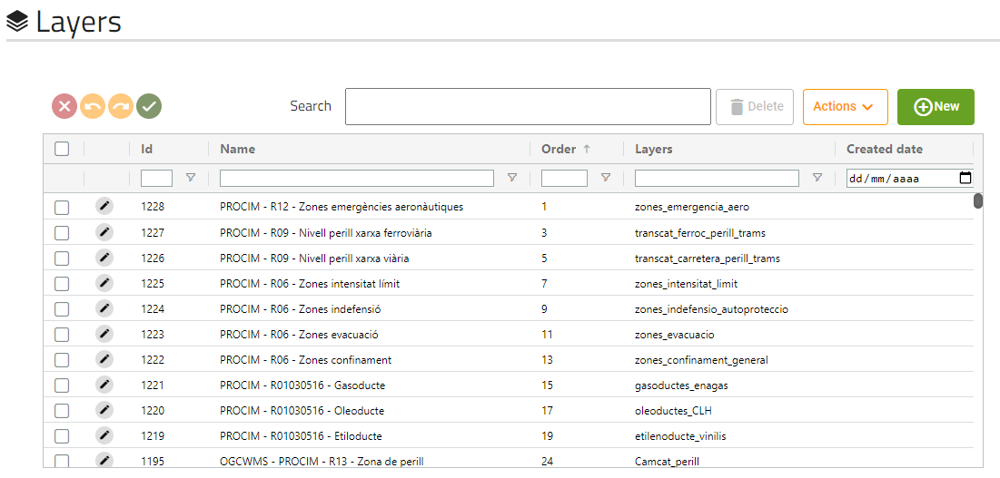 Layers
Search Delete Actions New
Id Name Order ↑ Layers Created date
dd/mm/aaaa
1228 PROCIM - R12 - Zones emergències aeronàutiques 1 zones_emergencia_aero
1227 PROCIM - R09 - Nivell perill xarxa ferroviària 3 transcat_ferroc_perill_trams
1226 PROCIM - R09 - Nivell perill xarxa viària 5 transcat_carretera_perill_trams
1225 PROCIM - R06 - Zones intensitat límit 7 zones_intensitat_limit
1224 PROCIM - R06 - Zones indefensió 9 zones_indefensio_autoproteccio
1223 PROCIM - R06 - Zones evacuació 11 zones_evacuacio
1222 PROCIM - R06 - Zones confinament 13 zones_confinament_general
1221 PROCIM - R01030516 - Gasoducte 15 gasoductes_enagas
1220 PROCIM - R01030516 - Oleoducte 17 oleoductes_CLH
1219 PROCIM - R01030516 - Etiloducte 19 etilenoducte_vinilis
1195 OGCWMS - PROCIM - R13 - Zona de perill 24 Camcat_perill